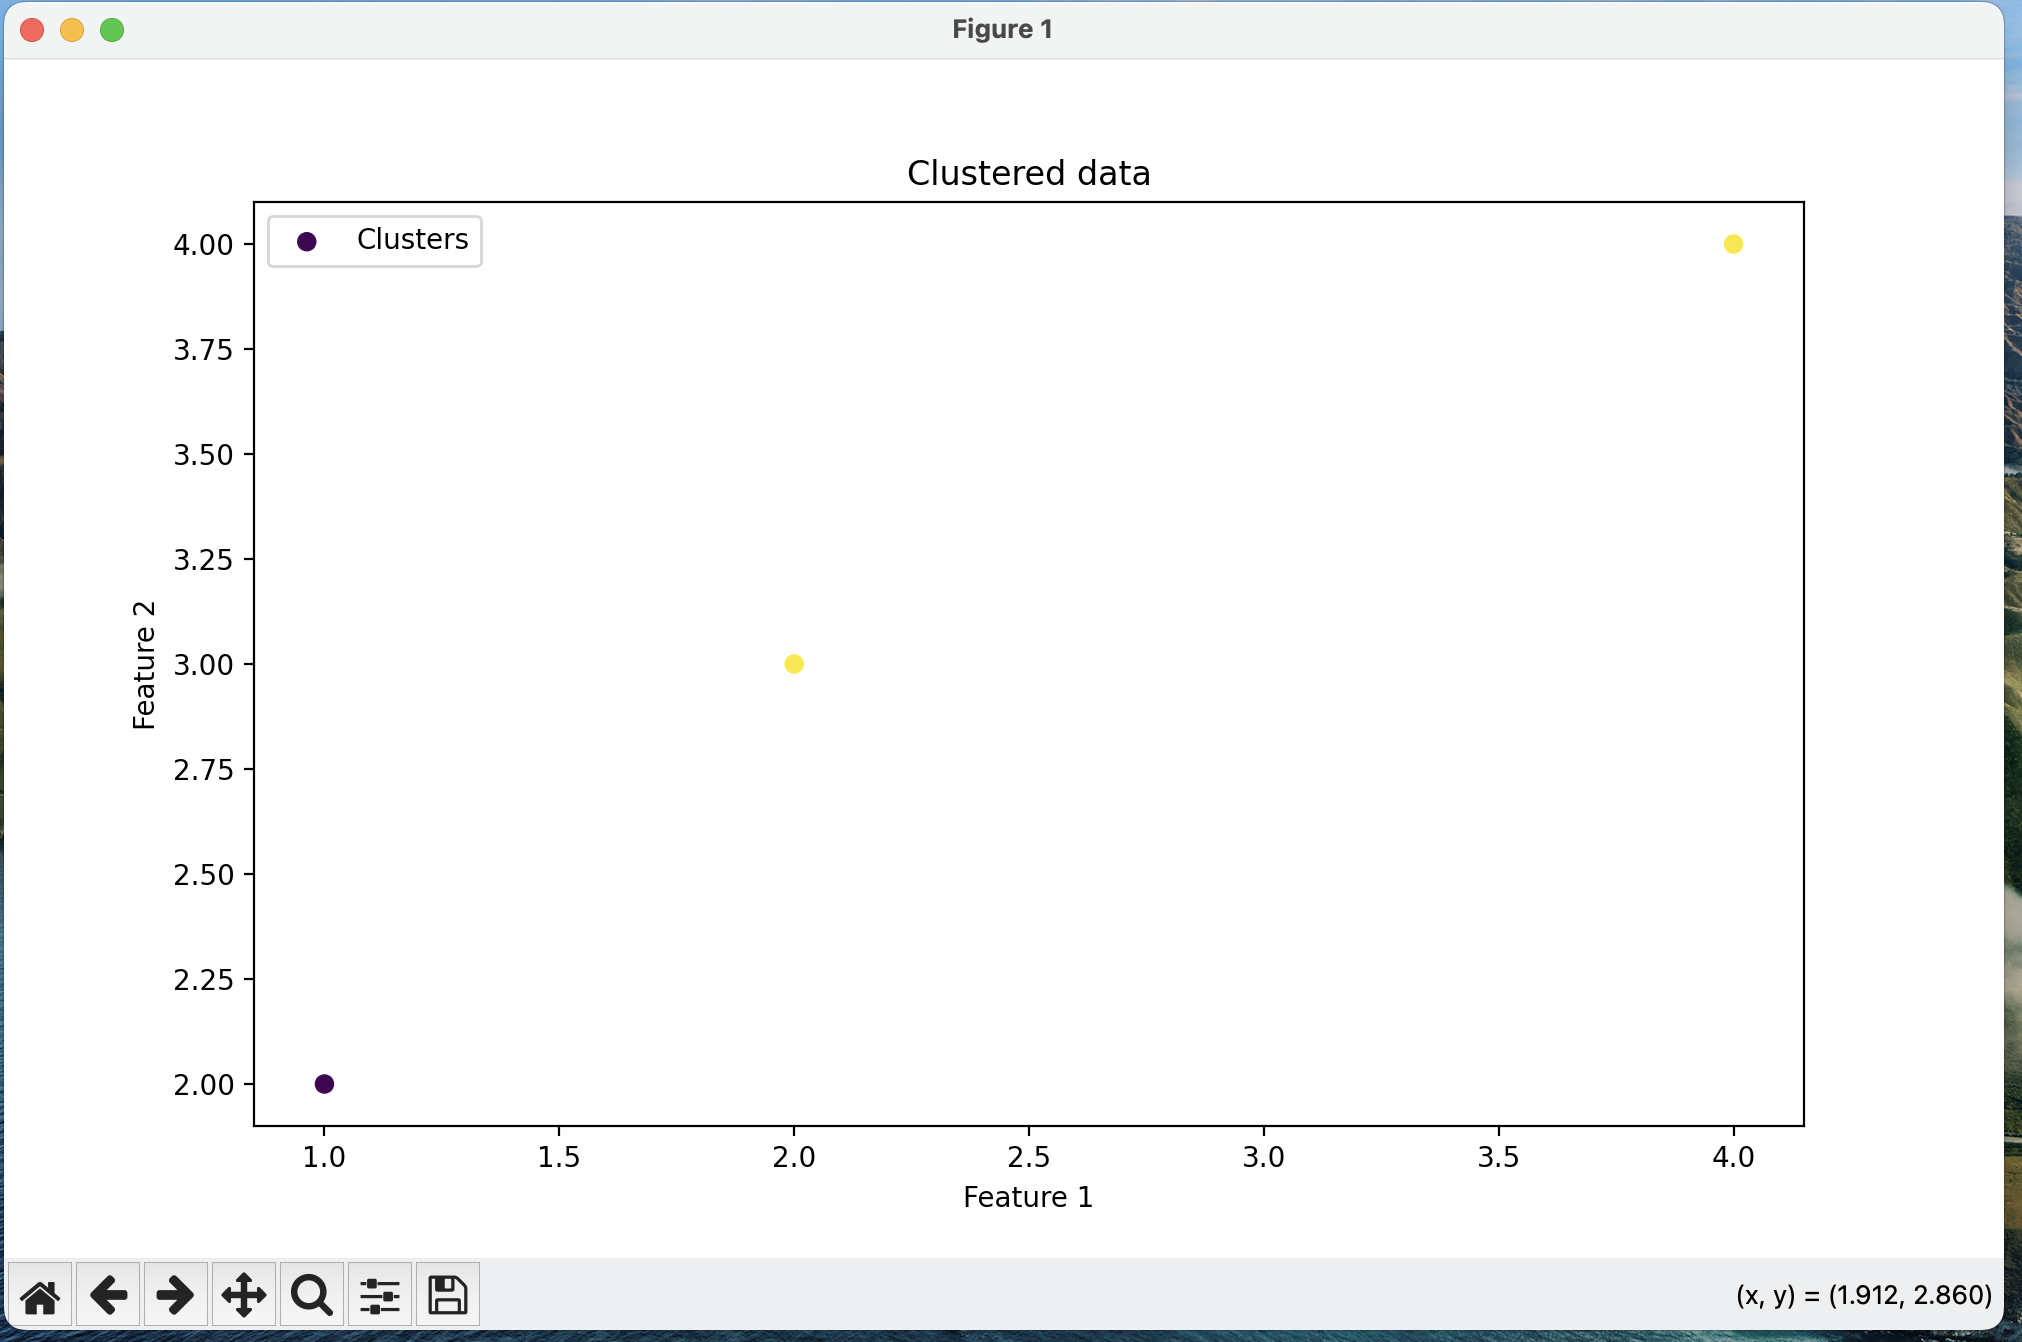 Figure 1
Clustered data
Clusters
4.00
3.75
3.50
3.25
3.00
2.75
2.50
2.25
2.00
Feature 2
1.0 1.5 2.0 2.5 3.0 3.5 4.0
Feature 1
(x, y) = (1.912, 2.860)